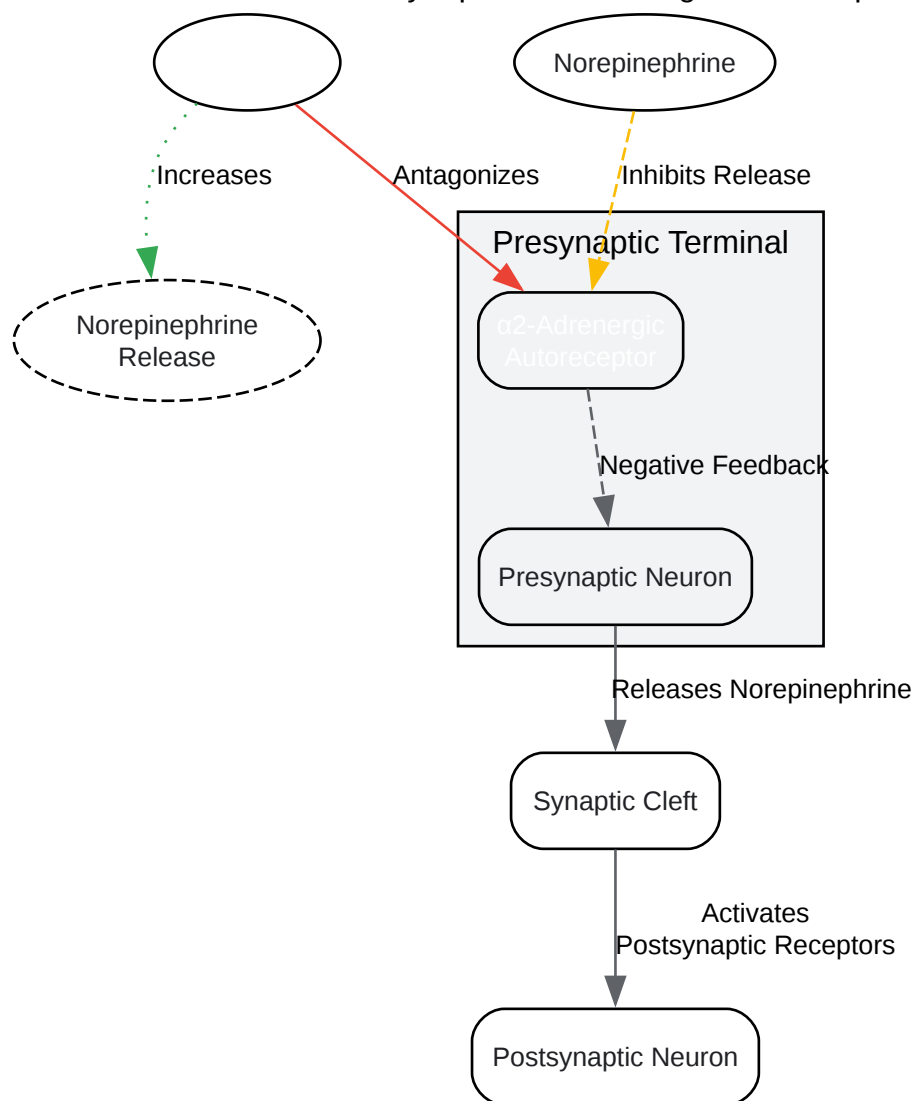 Norepinephrine
Increases
Antagonizes
Inhibits Release
Presynaptic Terminal
Norepinephrine
Release
α2-Adrenergic
Autoreceptor
Negative Feedback
Presynaptic Neuron
Releases Norepinephrine
Synaptic Cleft
Activates
Postsynaptic Receptors
Postsynaptic Neuron